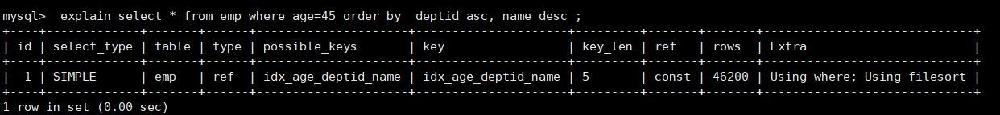 mysql>  explain select * from emp where age=45 order by  deptid asc, name desc ;
+----+-------------+-------+------+---------------------+---------------------+---------+-------+-------+-----------------------------+
| id | select_type | table | type | possible_keys       | key                 | key_len | ref   | rows  | Extra                       |
+----+-------------+-------+------+---------------------+---------------------+---------+-------+-------+-----------------------------+
|  1 | SIMPLE      | emp   | ref  | idx_age_deptid_name | idx_age_deptid_name | 5       | const | 46200 | Using where; Using filesort |
+----+-------------+-------+------+---------------------+---------------------+---------+-------+-------+-----------------------------+
1 row in set (0.00 sec)